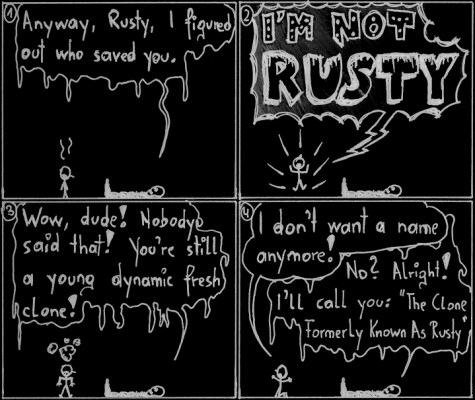 1
Anyway, Rusty, I figured
out who saved you.
2
I'M NOT
RUSTY
3
Wow, dude! Nobody
said that! You're still
a young dynamic fresh
clone!
4
I don't want a name
anymore!
No? Alright!
I'll call you: "The Clone
Formerly Known As Rusty"